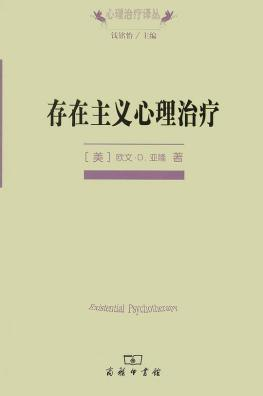 心理治疗译丛
钱铭怡/主编
存在主义心理治疗
[美] 欧文·D.亚隆 著
Existential Psychotherapy
商务印书馆